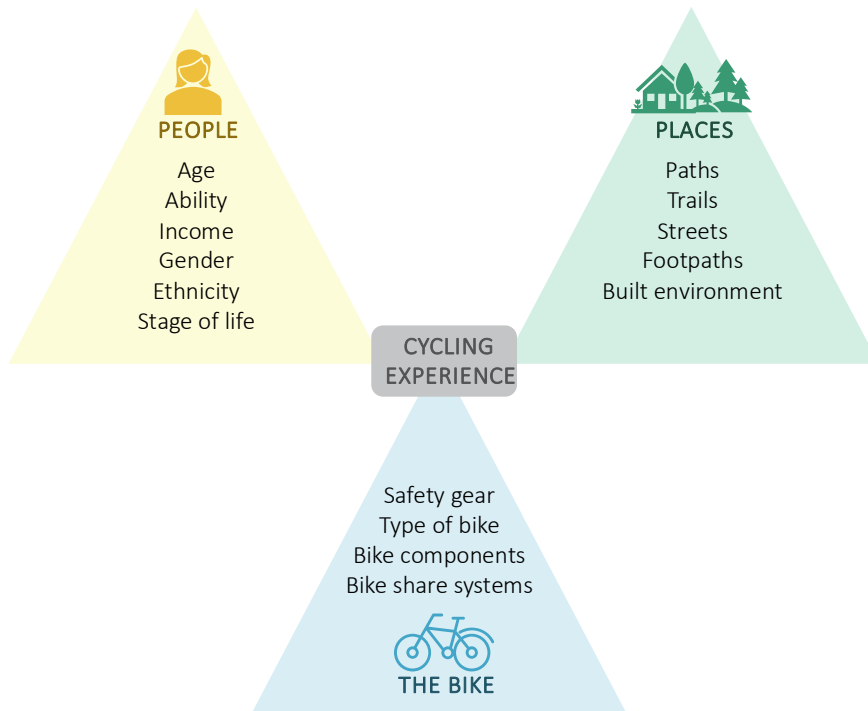 PEOPLE
Age
Ability
Income
Gender
Ethnicity
Stage of life
PLACES
Paths
Trails
Streets
Footpaths
Built environment
CYCLING
EXPERIENCE
Safety gear
Type of bike
Bike components
Bike share systems
THE BIKE